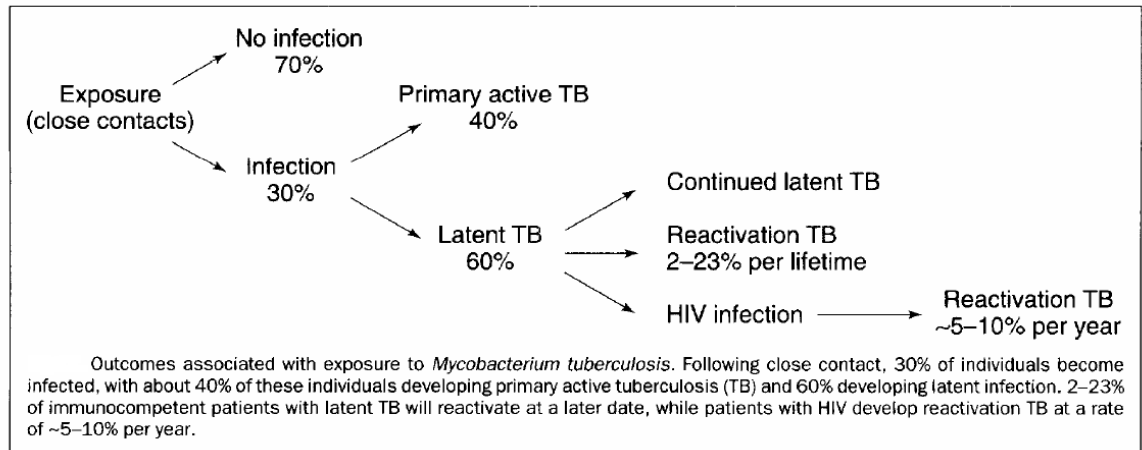 No infection
70%
Exposure
(close contacts)
Primary active TB
40%
Infection
30%
Continued latent TB
Latent TB
60%
Reactivation TB
2–23% per lifetime
HIV infection
Reactivation TB
~5–10% per year
Outcomes associated with exposure to Mycobacterium tuberculosis. Following close contact, 30% of individuals become
infected, with about 40% of these individuals developing primary active tuberculosis (TB) and 60% developing latent infection. 2–23%
of immunocompetent patients with latent TB will reactivate at a later date, while patients with HIV develop reactivation TB at a rate
of ~5–10% per year.